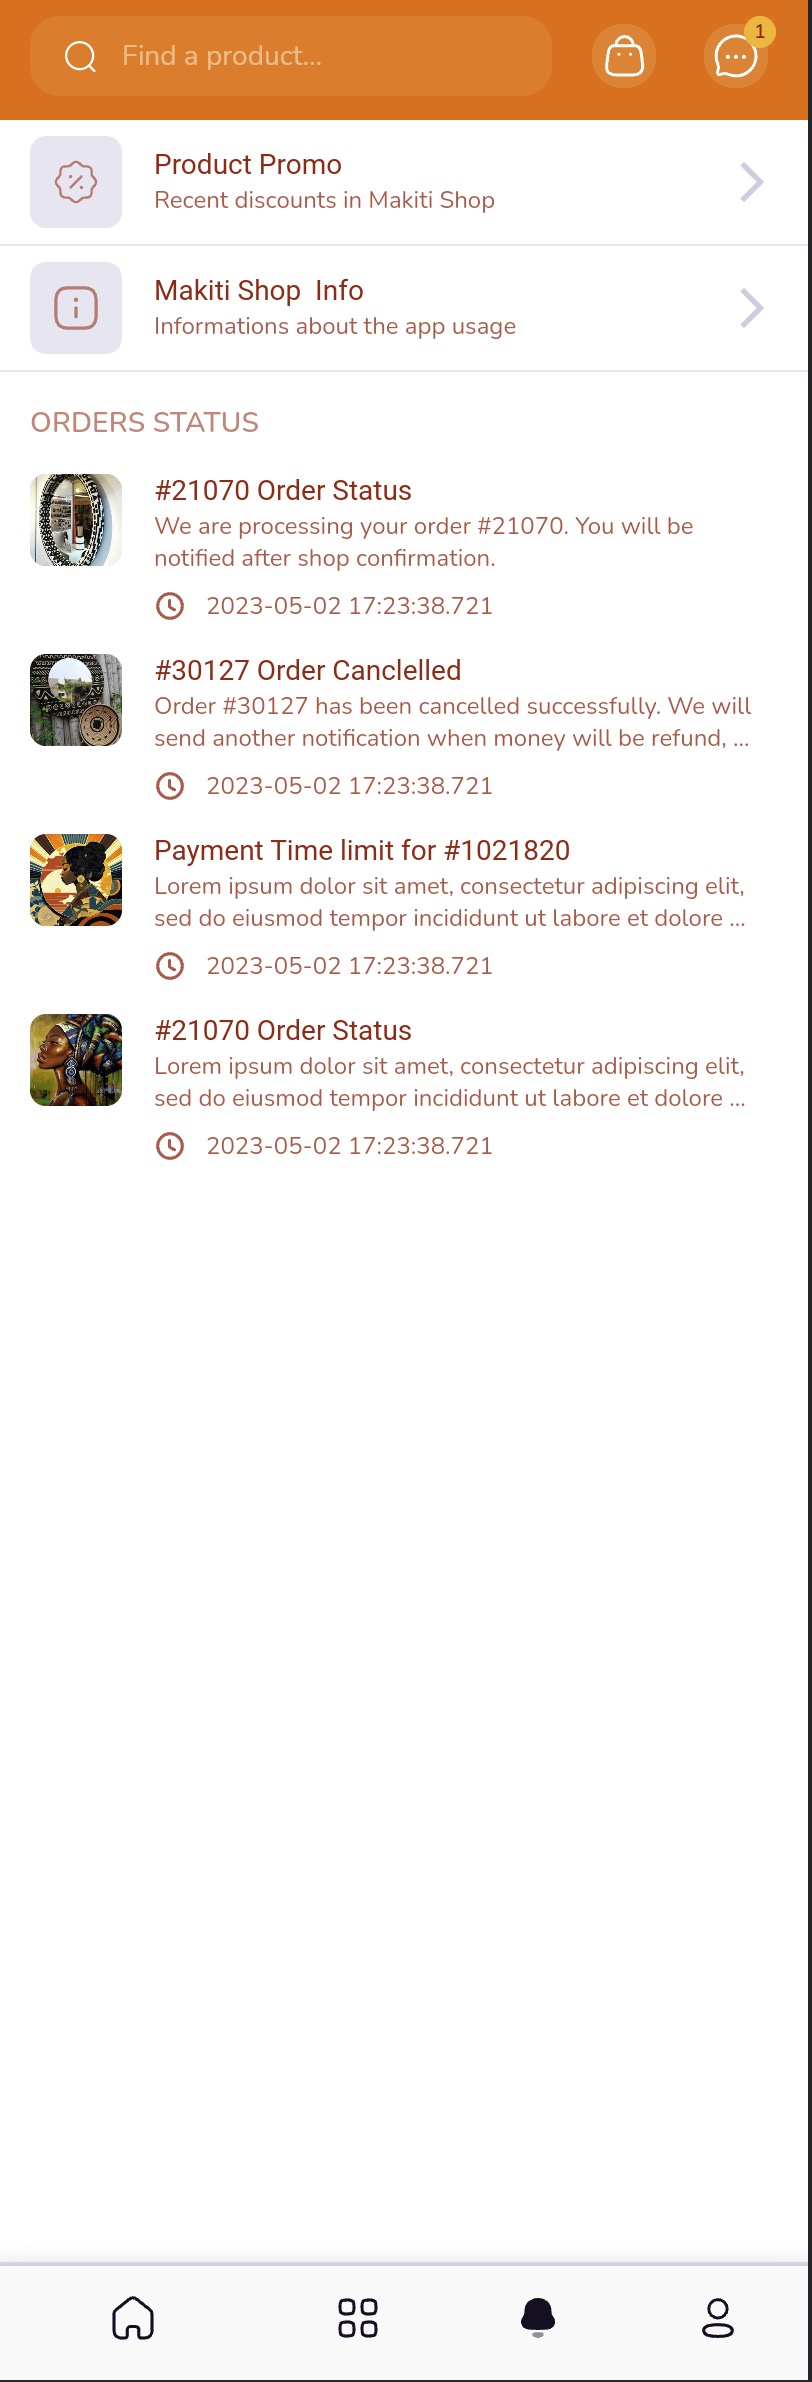 Find a product...
1
Product Promo
Recent discounts in Makiti Shop
Makiti Shop  Info
Informations about the app usage
ORDERS STATUS
#21070 Order Status
We are processing your order #21070. You will be
notified after shop confirmation.
2023-05-02 17:23:38.721
#30127 Order Canclelled
Order #30127 has been cancelled successfully. We will
send another notification when money will be refund, ...
2023-05-02 17:23:38.721
Payment Time limit for #1021820
Lorem ipsum dolor sit amet, consectetur adipiscing elit,
sed do eiusmod tempor incididunt ut labore et dolore ...
2023-05-02 17:23:38.721
#21070 Order Status
Lorem ipsum dolor sit amet, consectetur adipiscing elit,
sed do eiusmod tempor incididunt ut labore et dolore ...
2023-05-02 17:23:38.721